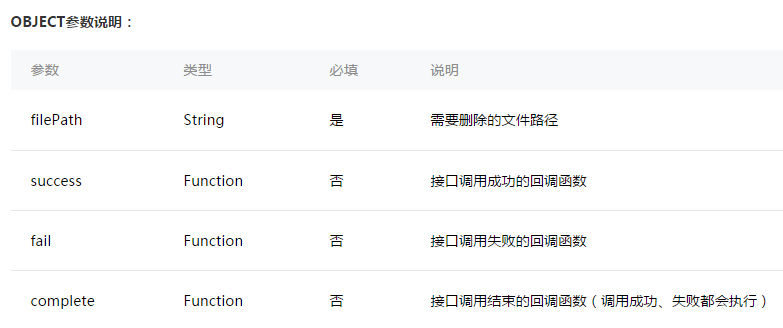 OBJECT参数说明：
参数 类型 必填 说明
filePath String 是 需要删除的文件路径
success Function 否 接口调用成功的回调函数
fail Function 否 接口调用失败的回调函数
complete Function 否 接口调用结束的回调函数（调用成功、失败都会执行）